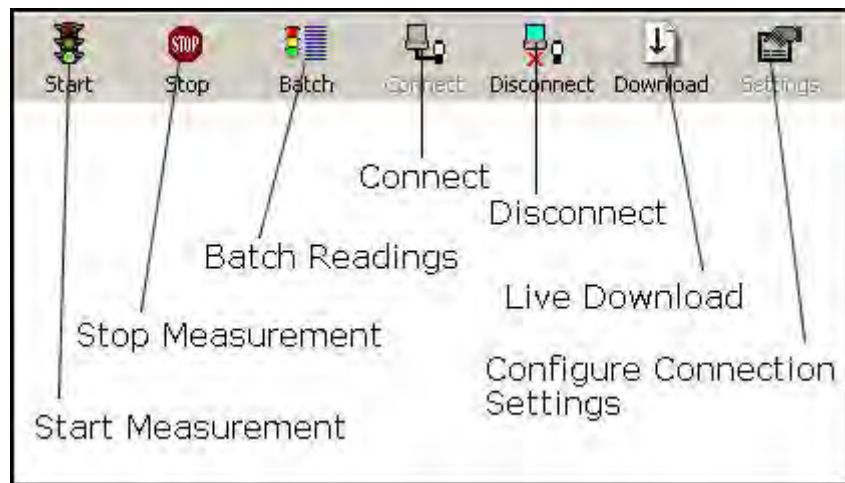 STOP
Start Stop Batch Connect Disconnect Download Settings
Connect
Disconnect
Batch Readings
Live Download
Stop Measurement
Configure Connection
Settings
Start Measurement